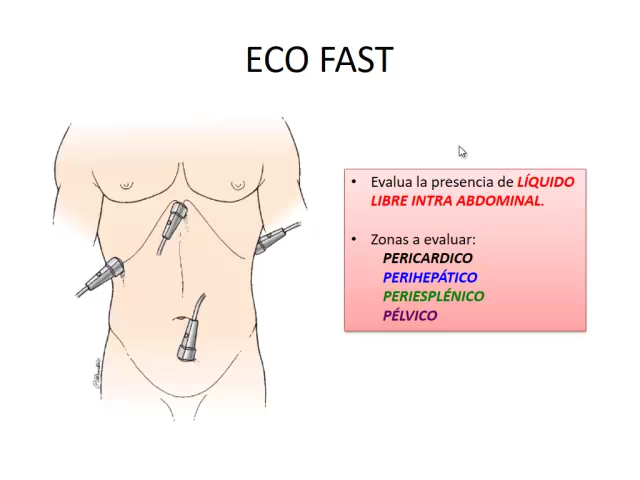 ECO FAST
• Evalua la presencia de LÍQUIDO
LIBRE INTRA ABDOMINAL.
• Zonas a evaluar:
PERICARDICO
PERIHEPÁTICO
PERIESPLÉNICO
PÉLVICO